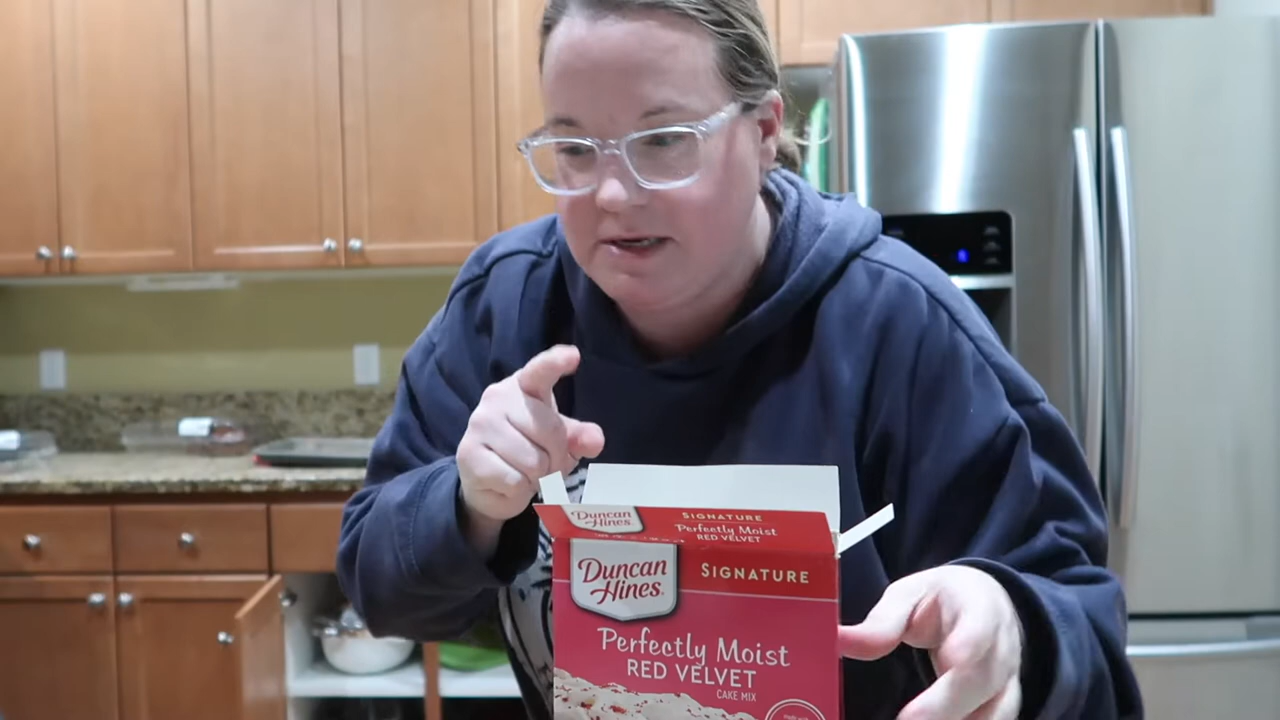 Duncan
Hines
SIGNATURE
Perfectly Moist
RED VELVET
Duncan
Hines
SIGNATURE
Perfectly Moist
RED VELVET
CAKE MIX